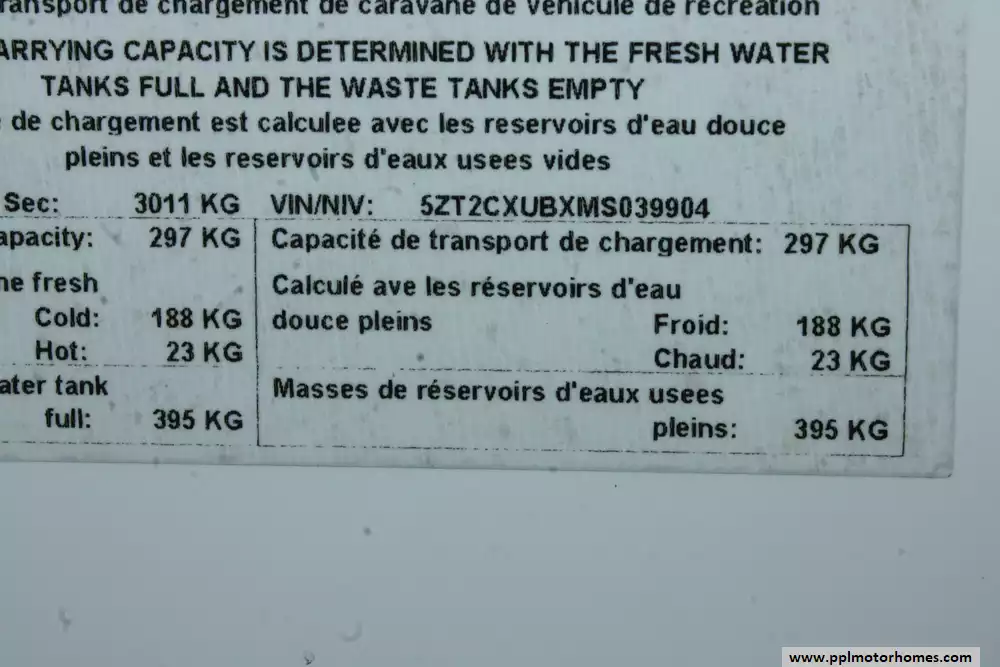 transport de chargement de caravane de vehicule de recreation
ARRYING CAPACITY IS DETERMINED WITH THE FRESH WATER
TANKS FULL AND THE WASTE TANKS EMPTY
de chargement est calculee avec les reservoirs d'eau douce
pleins et les reservoirs d'eaux usees vides
Sec: 3011 KG VIN/NIV: 5ZT2CXUBXMS039904
apacity: 297 KG Capacité de transport de chargement: 297 KG
ne fresh Calculé ave les réservoirs d'eau
Cold: 188 KG douce pleins Froid: 188 KG
Hot: 23 KG Chaud: 23 KG
ater tank Masses de réservoirs d'eaux usees
full: 395 KG pleins: 395 KG
www.pplmotorhomes.com